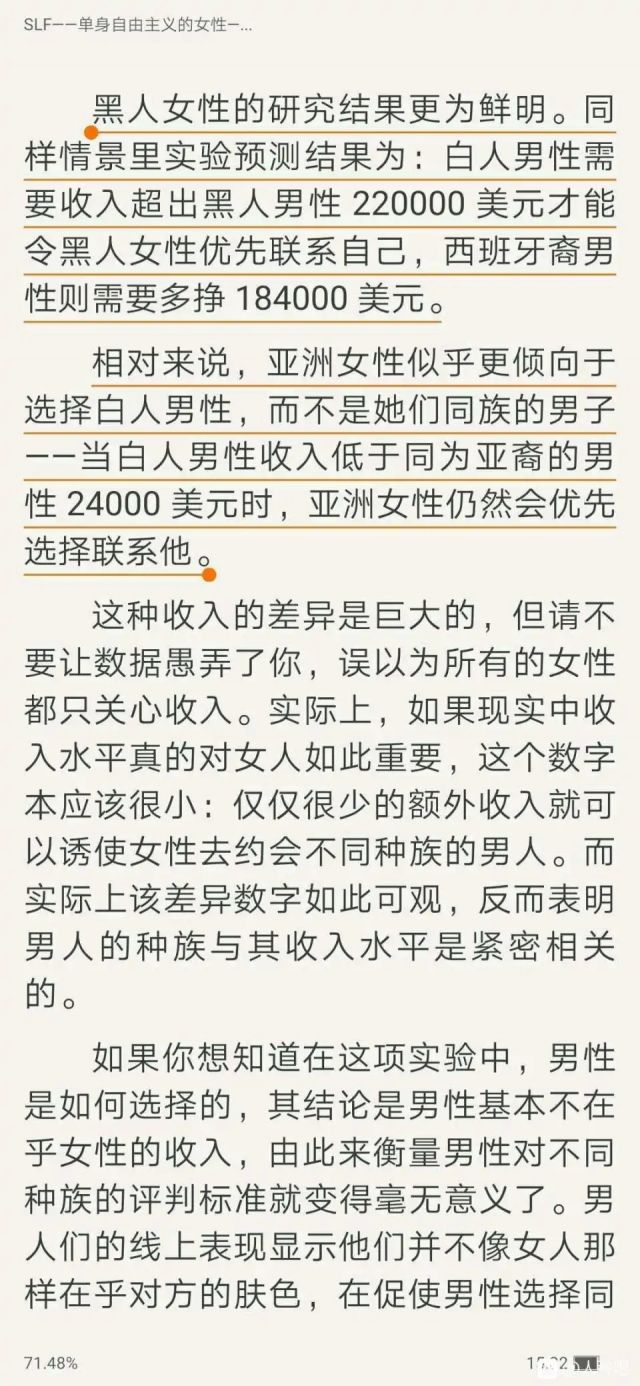 SLF——单身自由主义的女性—...
黑人女性的研究结果更为鲜明。同
样情景里实验预测结果为：白人男性需
要收入超出黑人男性 220000 美元才能
令黑人女性优先联系自己，西班牙裔男
性则需要多挣 184000 美元。
相对来说，亚洲女性似乎更倾向于
选择白人男性，而不是她们同族的男子
——当白人男性收入低于同为亚裔的男
性 24000 美元时，亚洲女性仍然会优先
选择联系他。
这种收入的差异是巨大的，但请不
要让数据愚弄了你，误以为所有的女性
都只关心收入。实际上，如果现实中收
入水平真的对女人如此重要，这个数字
本应该很小：仅仅很少的额外收入就可
以诱使女性去约会不同种族的男人。而
实际上该差异数字如此可观，反而表明
男人的种族与其收入水平是紧密相关
的。
如果你想知道在这项实验中，男性
是如何选择的，其结论是男性基本不在
乎女性的收入，由此来衡量男性对不同
种族的评判标准就变得毫无意义了。男
人们的线上表现显示他们并不像女人那
样在乎对方的肤色，在促使男性选择同
71.48%